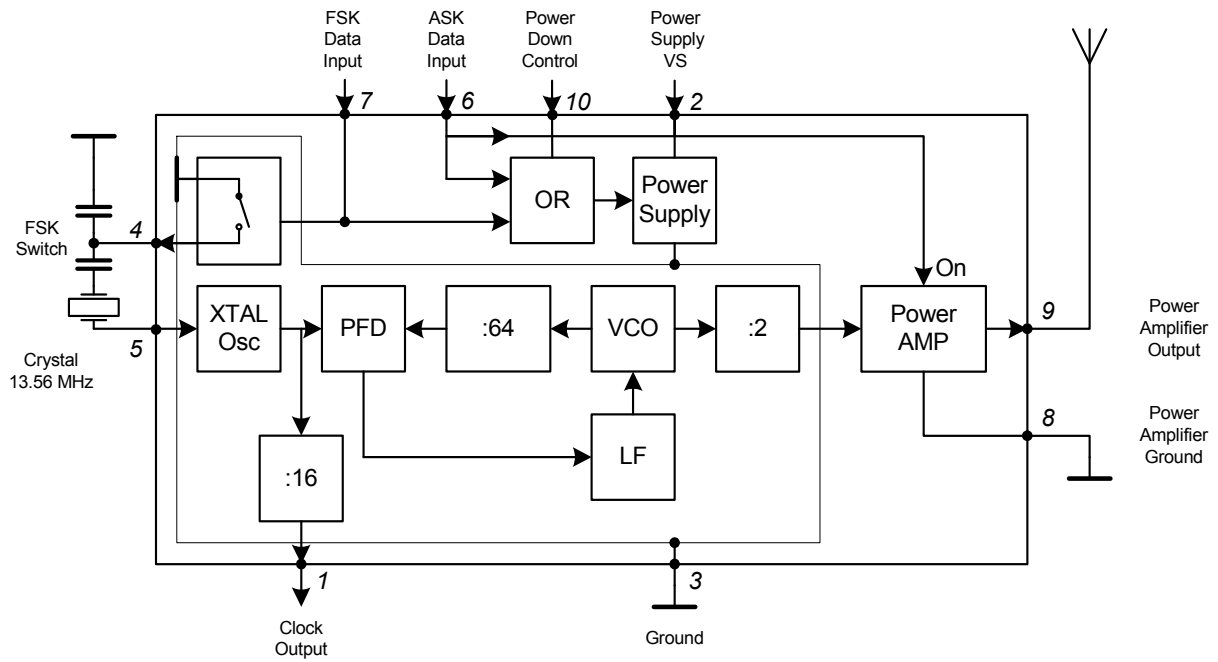 FSK
Data
Input
ASK
Data
Input
Power
Down
Control
Power
Supply
VS
7
6
10
2
OR
Power
Supply
4
FSK
Switch
On
XTAL
Osc
PFD
:64
VCO
:2
Power
AMP
9
Power
Amplifier
Output
5
Crystal
13.56 MHz
8
Power
Amplifier
Ground
:16
LF
1
3
Clock
Output
Ground